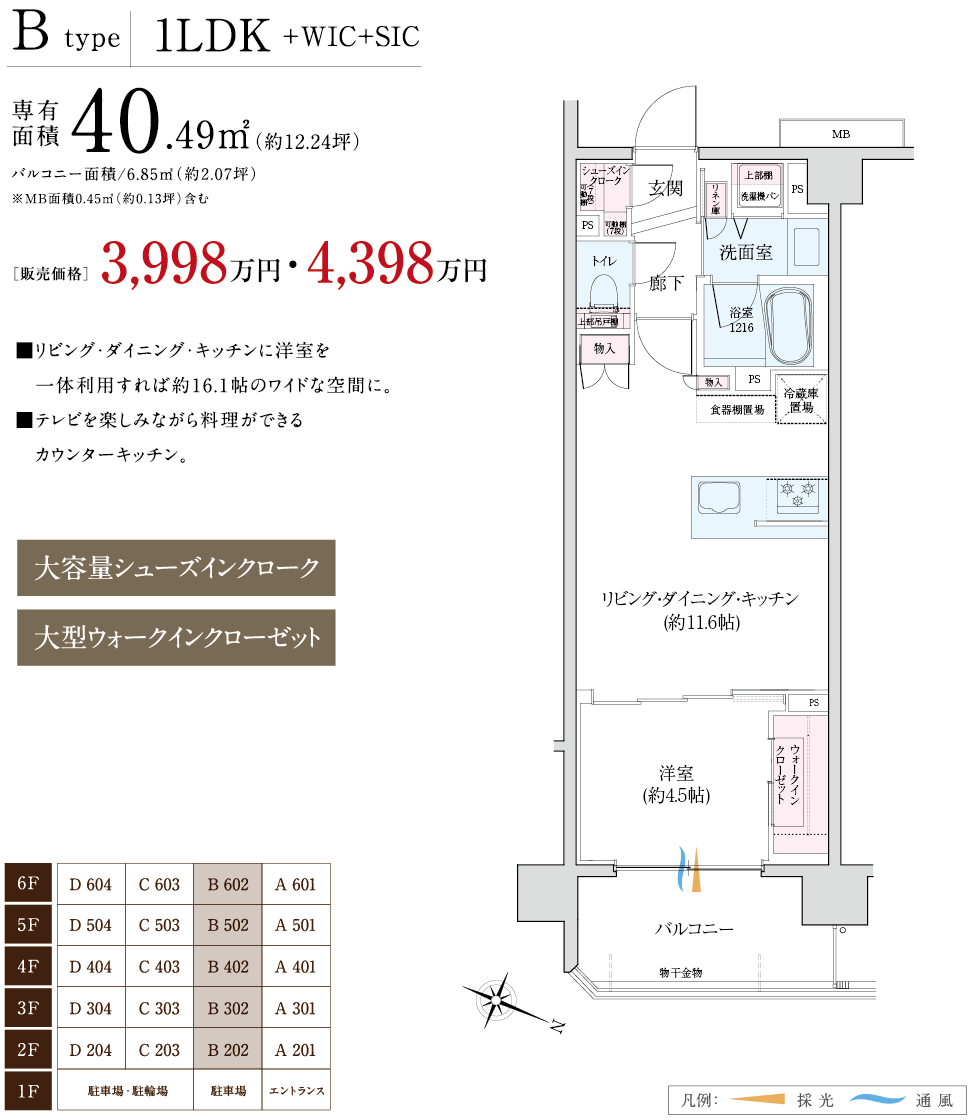 B type 1LDK +WIC+SIC
専有面積 40.49㎡(約12.24坪)
バルコニー面積/6.85㎡(約2.07坪)
※MB面積0.45㎡(約0.13坪)含む
[販売価格] 3,998万円・4,398万円
■リビング・ダイニング・キッチンに洋室を
一体利用すれば約16.1帖のワイドな空間に。
■テレビを楽しみながら料理ができる
カウンターキッチン。
大容量シューズインクローク
大型ウォークインクローゼット
MB
シューズイン
クローク
可動棚
(7段)
玄関
リネン庫
上部棚
洗濯機パン
PS
PS
可動棚
(7段)
トイレ
洗面室
廊下
上部吊戸棚
浴室
1216
物入
物入
PS
冷蔵庫
置場
食器棚置場
リビング・ダイニング・キッチン
(約11.6帖)
PS
洋室
(約4.5帖)
ウォークイン
クローゼット
バルコニー
物干金物
N
6F D 604 C 603 B 602 A 601
5F D 504 C 503 B 502 A 501
4F D 404 C 403 B 402 A 401
3F D 304 C 303 B 302 A 301
2F D 204 C 203 B 202 A 201
1F 駐車場・駐輪場 駐車場 エントランス
凡例: 採光 通風